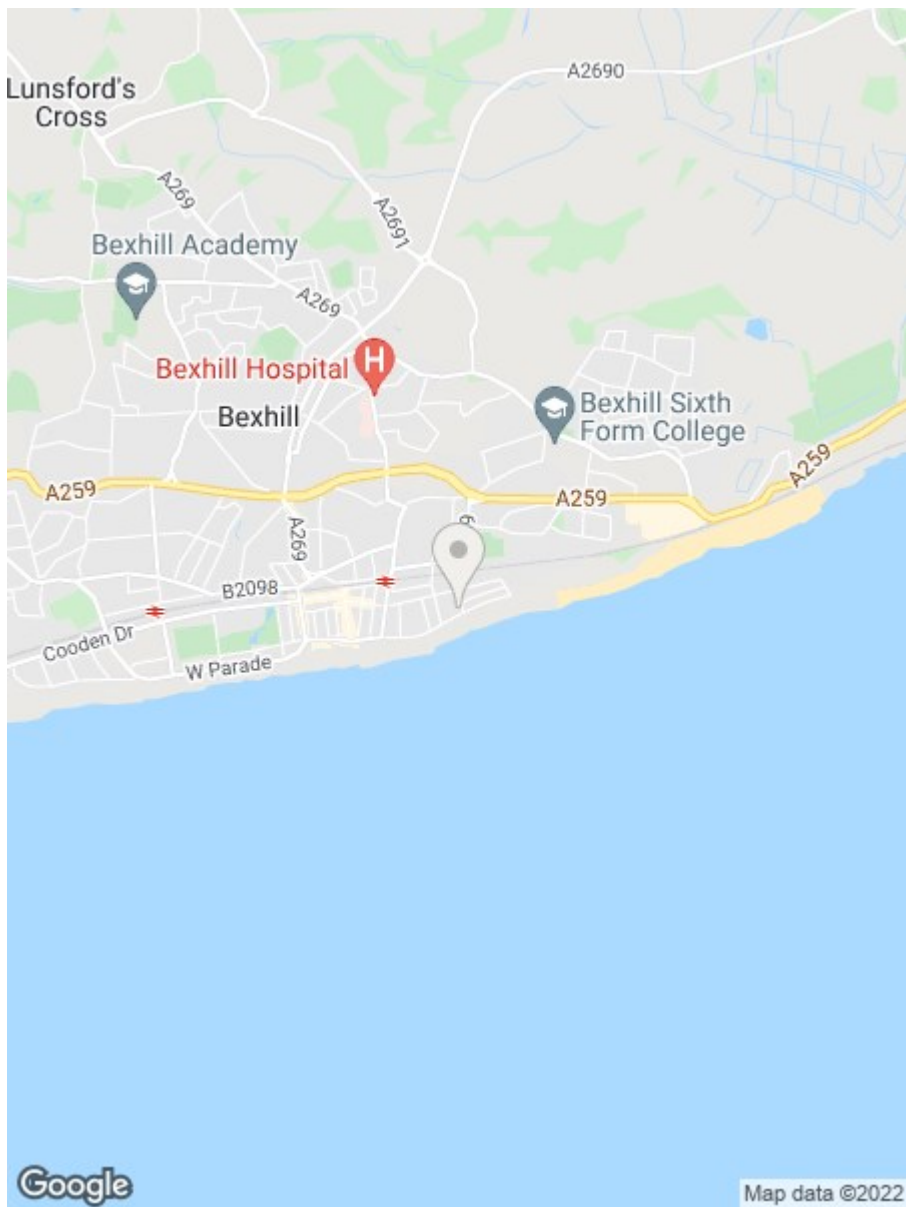 A2690
Lunsford's
Cross
A269
A2691
Bexhill Academy
A269
Bexhill Hospital
H
Bexhill
Bexhill Sixth
Form College
A259
A259
A259
A269
B2098
Cooden Dr
W Parade
Google
Map data ©2022